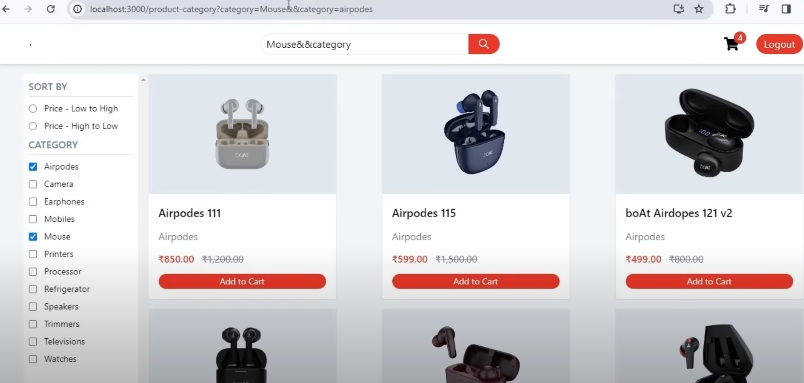 localhost:3000/product-category?category=Mouse&&category=airpodes
Mouse&&category
4
Logout
SORT BY
Price - Low to High
Price - High to Low
CATEGORY
Airpodes
Camera
Earphones
Mobiles
Mouse
Printers
Processor
Refrigerator
Speakers
Trimmers
Televisions
Watches
Airpodes 111
Airpodes
₹850.00 ₹1,200.00
Add to Cart
Airpodes 115
Airpodes
₹599.00 ₹1,500.00
Add to Cart
boAt Airdopes 121 v2
Airpodes
₹499.00 ₹800.00
Add to Cart